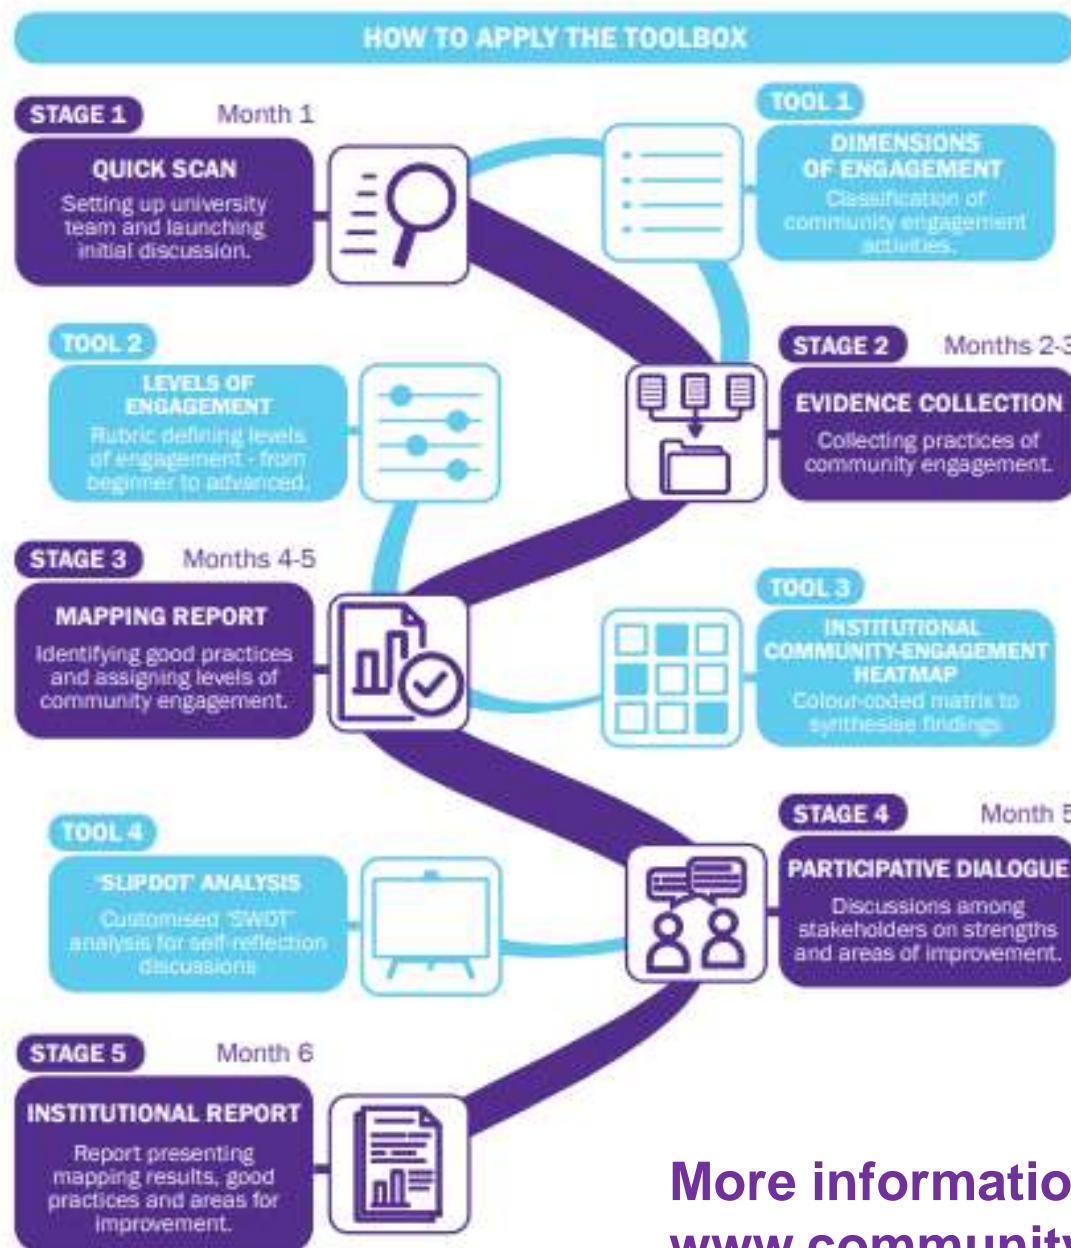 HOW TO APPLY THE TOOLBOX
STAGE 1
Month 1
QUICK SCAN
Setting up university
team and launching
initial discussion.
TOOL 1
DIMENSIONS
OF ENGAGEMENT
Classification of
community engagement
activities.
TOOL 2
LEVELS OF
ENGAGEMENT
Rubric defining levels
of engagement - from
beginner to advanced.
STAGE 2
Months 2-3
EVIDENCE COLLECTION
Collecting practices of
community engagement.
STAGE 3
Months 4-5
MAPPING REPORT
Identifying good practices
and assigning levels of
community engagement.
TOOL 3
INSTITUTIONAL
COMMUNITY-ENGAGEMENT
HEATMAP
Colour-coded matrix to
synthesise findings
TOOL 4
'SLIPDOT' ANALYSIS
Customised 'SWOT'
analysis for self-reflection
discussions
STAGE 4
Month 5
PARTICIPATIVE DIALOGUE
Discussions among
stakeholders on strengths
and areas of improvement.
STAGE 5
Month 6
INSTITUTIONAL REPORT
Report presenting
mapping results, good
practices and areas for
improvement.
More informatio
www.community